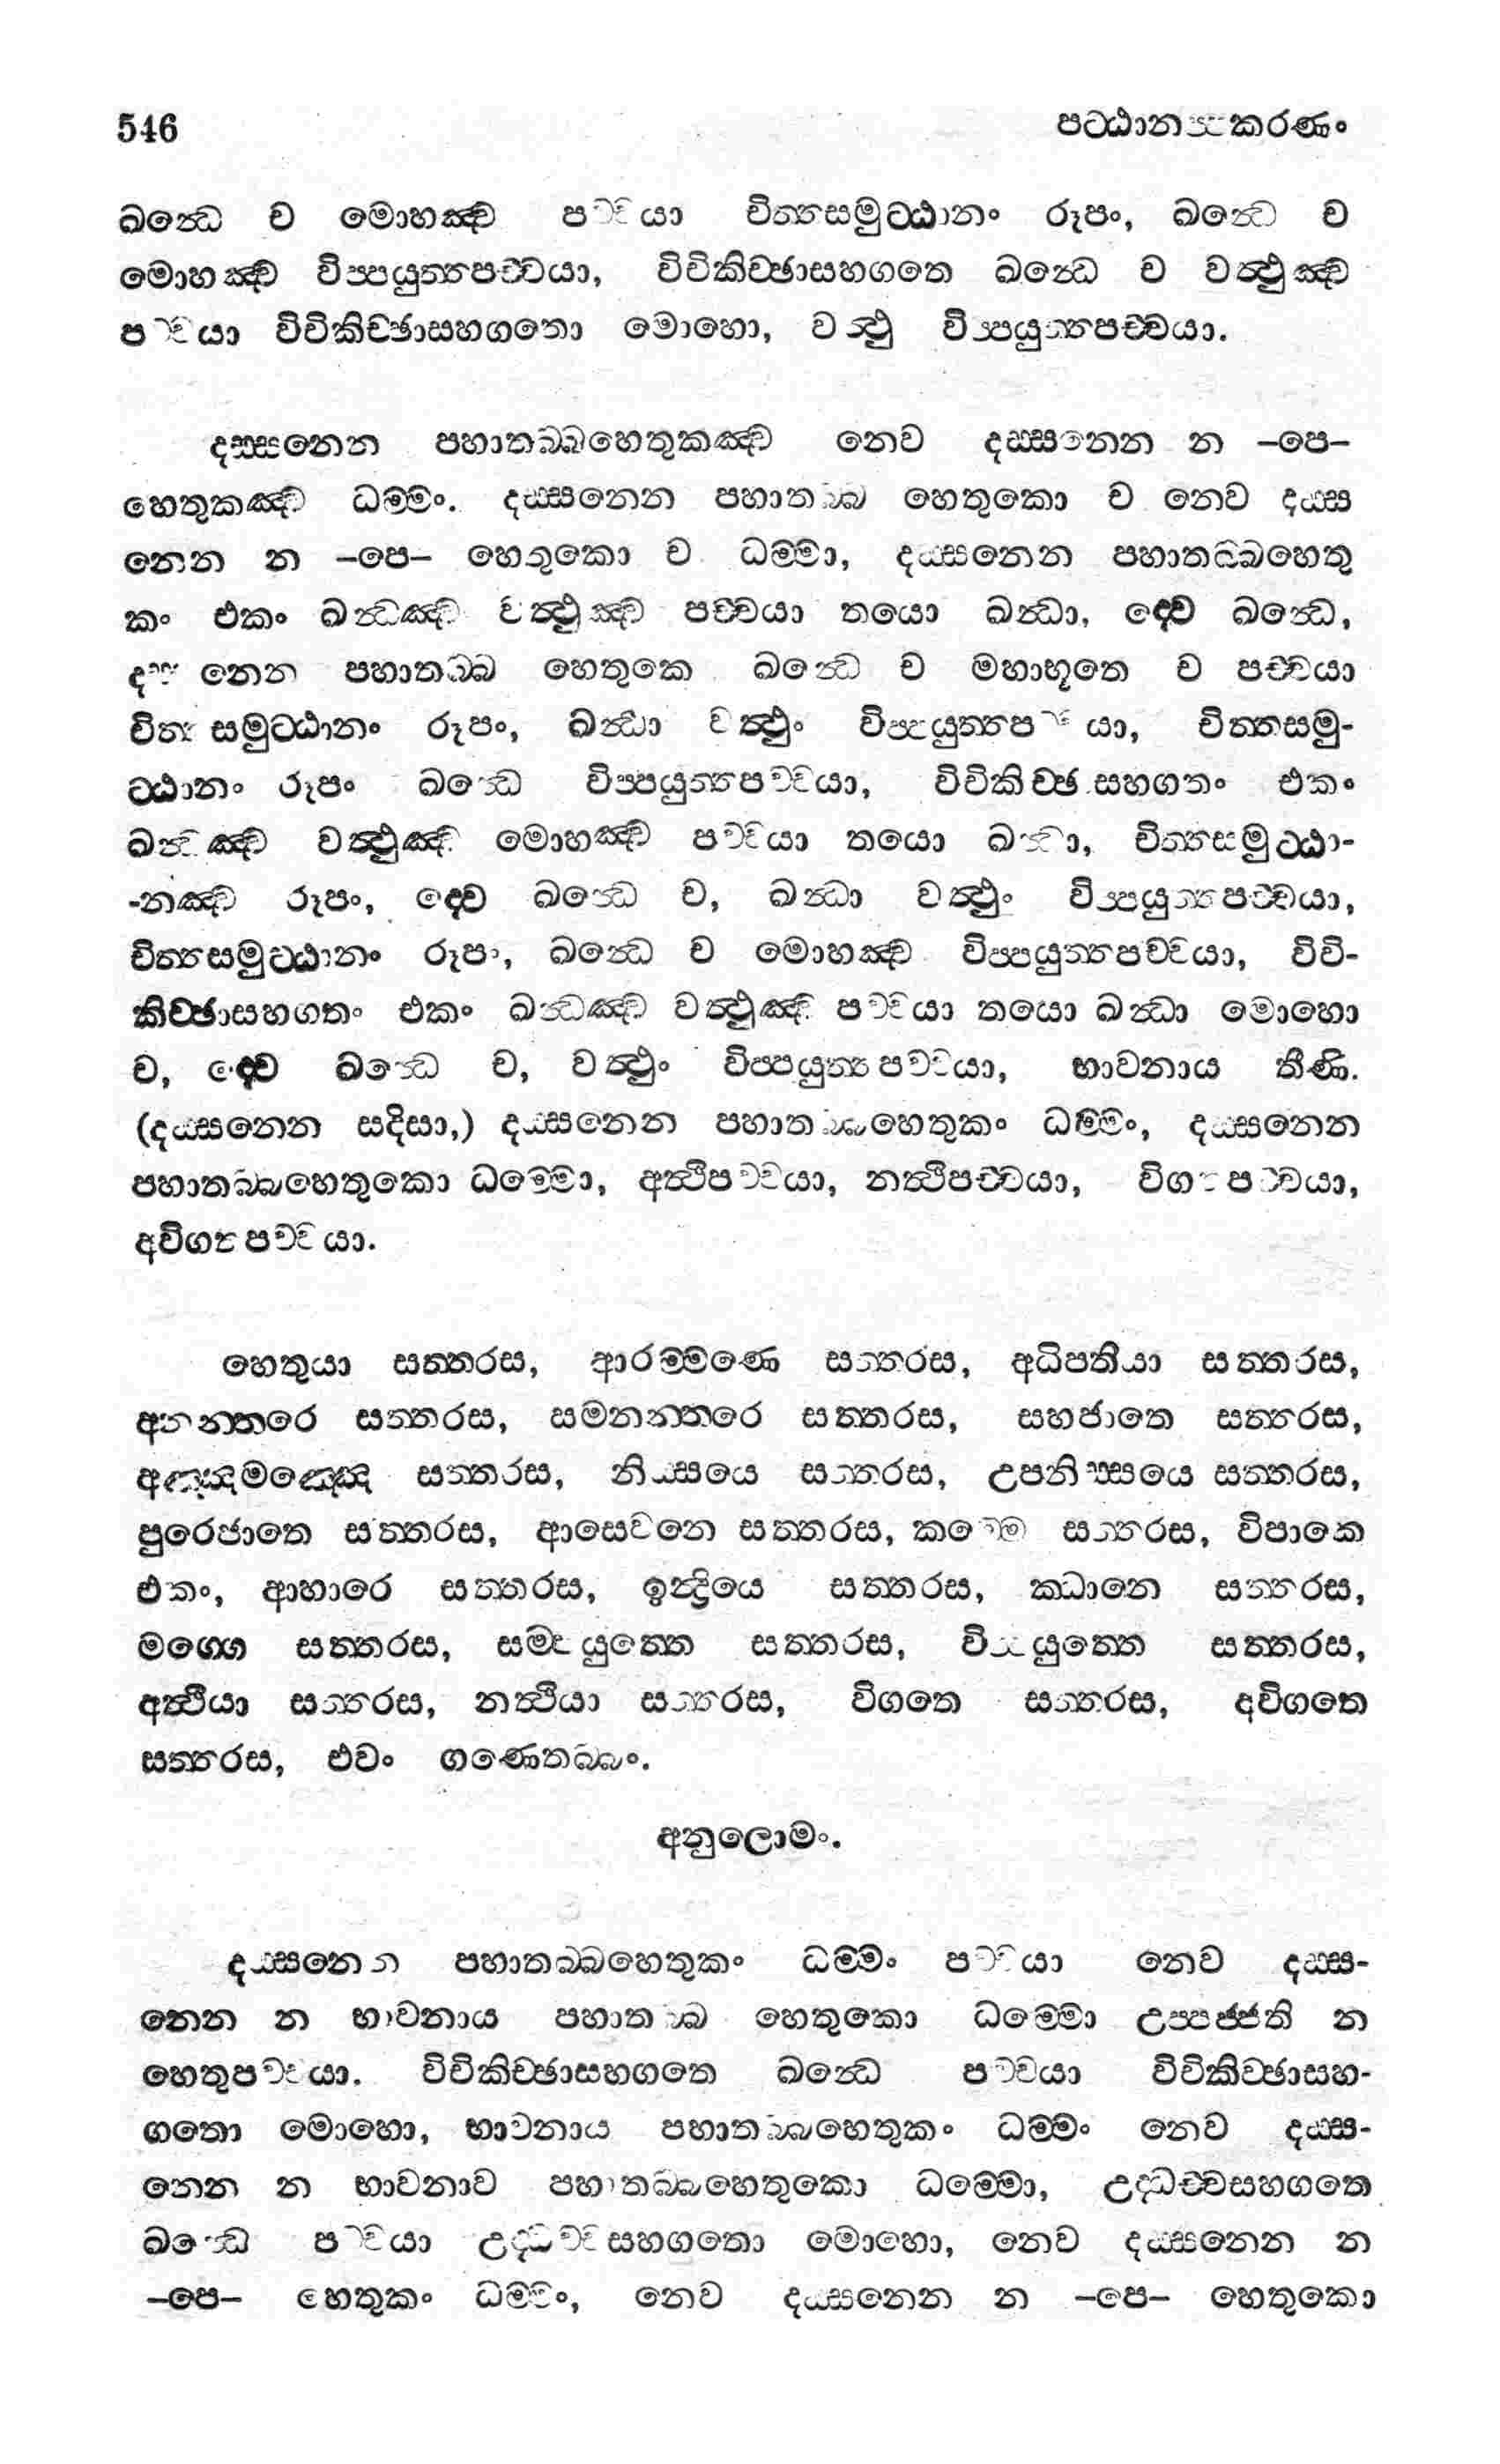 546 පට්ඨානප්පකරණං
ඛන්ධෙ ච මොහඤ්ච පච්චයා චිත්තසමුට්ඨානං රූපං, ඛන්ධෙ ච
මොහඤ්ච විප්පයුත්තපච්චයා, විචිකිච්ඡාසහගතෙ ඛන්ධෙ ච වත්ථුඤ්ච
පච්චයා විචිකිච්ඡාසහගතො මොහො, වත්ථු විප්පයුත්තපච්චයා.
දස්සනෙන පහාතබ්බහෙතුකඤ්ච නෙව දස්සනෙන න –පෙ–
හෙතුකඤ්ච ධම්මං. දස්සනෙන පහාතබ්බ හෙතුකො ච නෙව දස්ස
නෙන න –පෙ– හෙතුකො ච ධම්මා, දස්සනෙන පහාතබ්බහෙතු
කං එකං ඛන්ධඤ්ච වත්ථුඤ්ච පච්චයා තයො ඛන්ධා, ද්වෙ ඛන්ධෙ,
දස්සනෙන පහාතබ්බ හෙතුකෙ ඛන්ධෙ ච මහාභූතෙ ච පච්චයා
චිත්තසමුට්ඨානං රූපං, ඛන්ධා වත්ථුං විප්පයුත්තපච්චයා, චිත්තසමු-
ට්ඨානං රූපං ඛන්ධෙ විප්පයුත්තපච්චයා, විචිකිච්ඡාසහගතං එකං
ඛන්ධඤ්ච වත්ථුඤ්ච මොහඤ්ච පච්චයා තයො ඛන්ධා, චිත්තසමුට්ඨා-
-නඤ්ච රූපං, ද්වෙ ඛන්ධෙ ච, ඛන්ධා වත්ථුං විප්පයුත්තපච්චයා,
චිත්තසමුට්ඨානං රූපං, ඛන්ධෙ ච මොහඤ්ච විප්පයුත්තපච්චයා, විචි-
කිච්ඡාසහගතං එකං ඛන්ධඤ්ච වත්ථුඤ්ච පච්චයා තයො ඛන්ධා මොහො
ච, ද්වෙ ඛන්ධෙ ච, වත්ථුං විප්පයුත්තපච්චයා, භාවනාය තීණි.
(දස්සනෙන සදිසා,) දස්සනෙන පහාතබ්බහෙතුකං ධම්මං, දස්සනෙන
පහාතබ්බහෙතුකො ධම්මො, අත්ථිපච්චයා, නත්ථිපච්චයා, විගතපච්චයා,
අවිගතපච්චයා.
හෙතුයා සත්තරස, ආරම්මණෙ සත්තරස, අධිපතියා සත්තරස,
අනන්තරෙ සත්තරස, සමනන්තරෙ සත්තරස, සහජාතෙ සත්තරස,
අඤ්ඤමඤ්ඤෙ සත්තරස, නිස්සයෙ සත්තරස, උපනිස්සයෙ සත්තරස,
පුරෙජාතෙ සත්තරස, ආසෙවනෙ සත්තරස, කම්මෙ සත්තරස, විපාකෙ
එකං, ආහාරෙ සත්තරස, ඉන්ද්‍රියෙ සත්තරස, ඣානෙ සත්තරස,
මග්ගෙ සත්තරස, සම්පයුත්තෙ සත්තරස, විප්පයුත්තෙ සත්තරස,
අත්ථියා සත්තරස, නත්ථියා සත්තරස, විගතෙ සත්තරස, අවිගතෙ
සත්තරස, එවං ගණෙතබ්බං.
අනුලොමං.
දස්සනෙන පහාතබ්බහෙතුකං ධම්මං පච්චයා නෙව දස්ස-
නෙන න භාවනාය පහාතබ්බ හෙතුකො ධම්මො උප්පජ්ජති න
හෙතුපච්චයා. විචිකිච්ඡාසහගතෙ ඛන්ධෙ පච්චයා විචිකිච්ඡාසහ-
ගතො මොහො, භාවනාය පහාතබ්බහෙතුකං ධම්මං නෙව දස්ස-
නෙන න භාවනාව පහාතබ්බහෙතුකො ධම්මො, උද්ධච්චසහගතෙ
ඛන්ධෙ පච්චයා උද්ධච්චසහගතො මොහො, නෙව දස්සනෙන න
–පෙ– හෙතුකං ධම්මං, නෙව දස්සනෙන න –පෙ– හෙතුකො